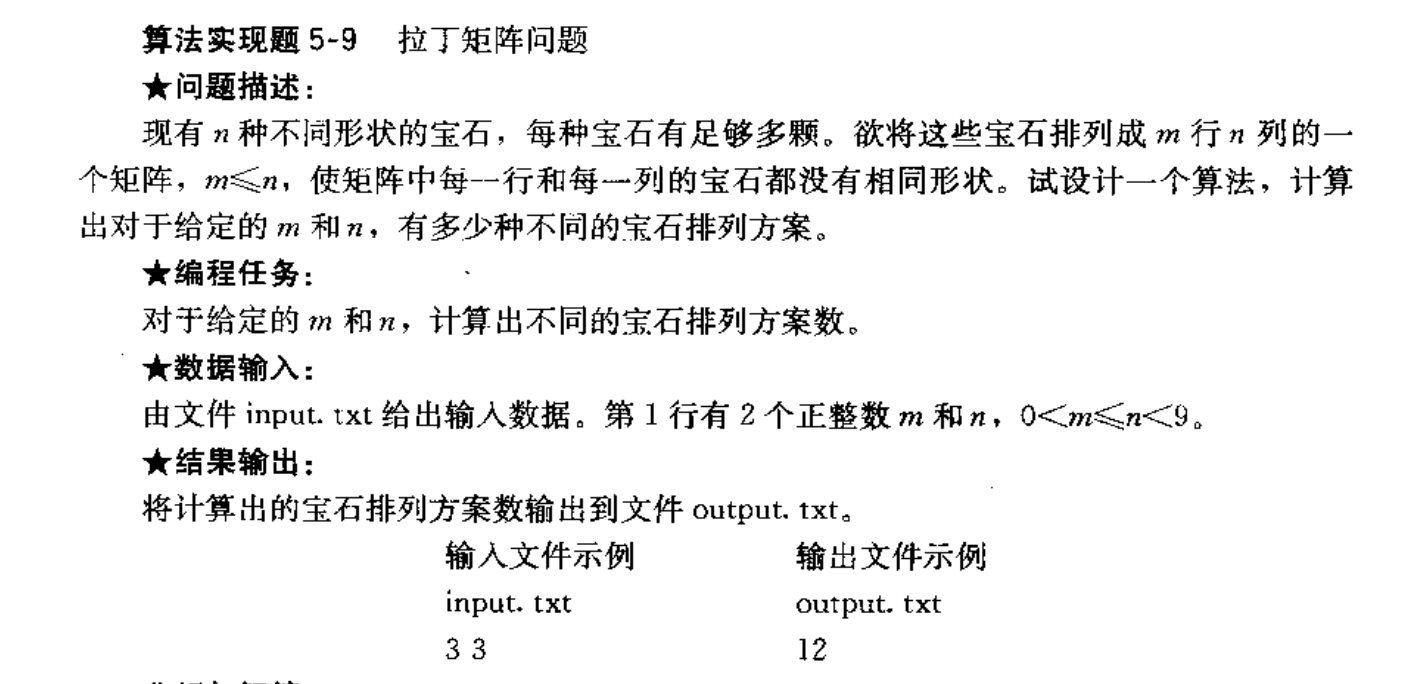 算法实现题 5-9 拉丁矩阵问题
★问题描述：
现有 n 种不同形状的宝石，每种宝石有足够多颗。欲将这些宝石排列成 m 行 n 列的一
个矩阵，m≤n，使矩阵中每一行和每一列的宝石都没有相同形状。试设计一个算法，计算
出对于给定的 m 和 n，有多少种不同的宝石排列方案。
★编程任务：
对于给定的 m 和 n，计算出不同的宝石排列方案数。
★数据输入：
由文件 input. txt 给出输入数据。第 1 行有 2 个正整数 m 和 n，0<m≤n<9。
★结果输出：
将计算出的宝石排列方案数输出到文件 output. txt。
输入文件示例 输出文件示例
input. txt output. txt
3 3 12